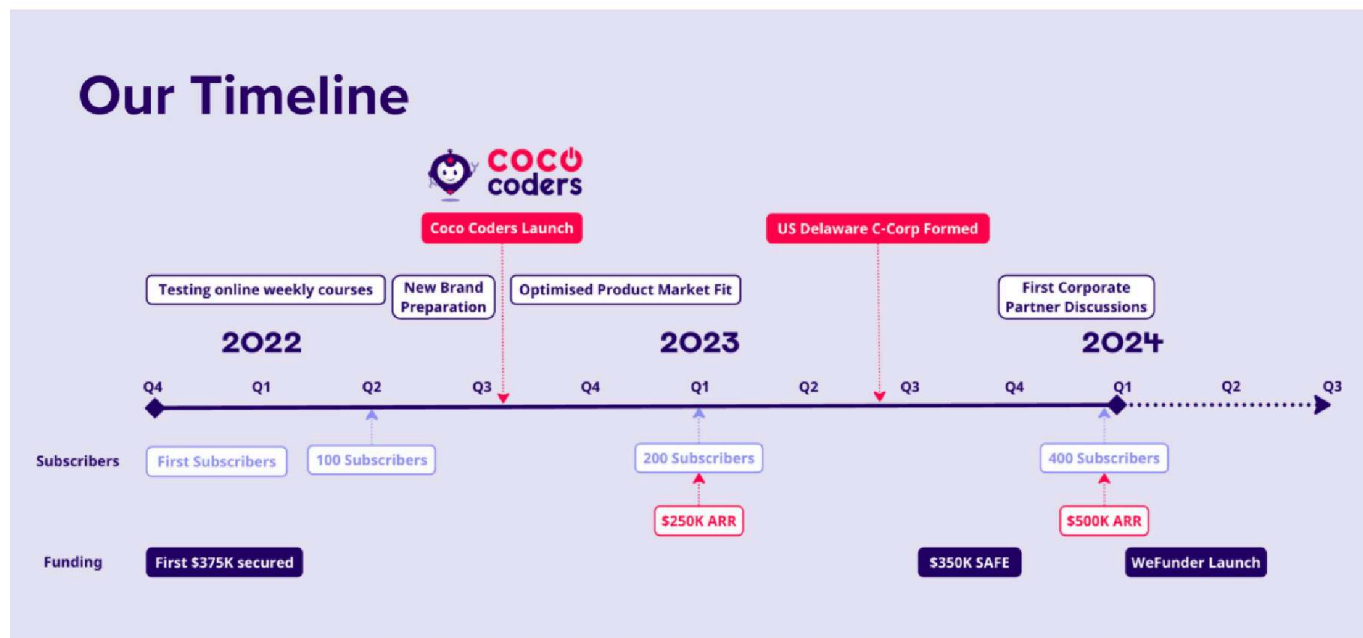 Our Timeline
coco
coders
Coco Coders Launch
US Delaware C-Corp Formed
Testing online weekly courses
New Brand
Preparation
Optimised Product Market Fit
First Corporate
Partner Discussions
2022
2023
2024
Q4
Q1
Q2
Q3
Q4
Q1
Q2
Q3
Q4
Q1
Q2
Q3
Subscribers
First Subscribers
100 Subscribers
200 Subscribers
400 Subscribers
$250K ARR
$500K ARR
Funding
First $375K secured
$350K SAFE
WeFunder Launch